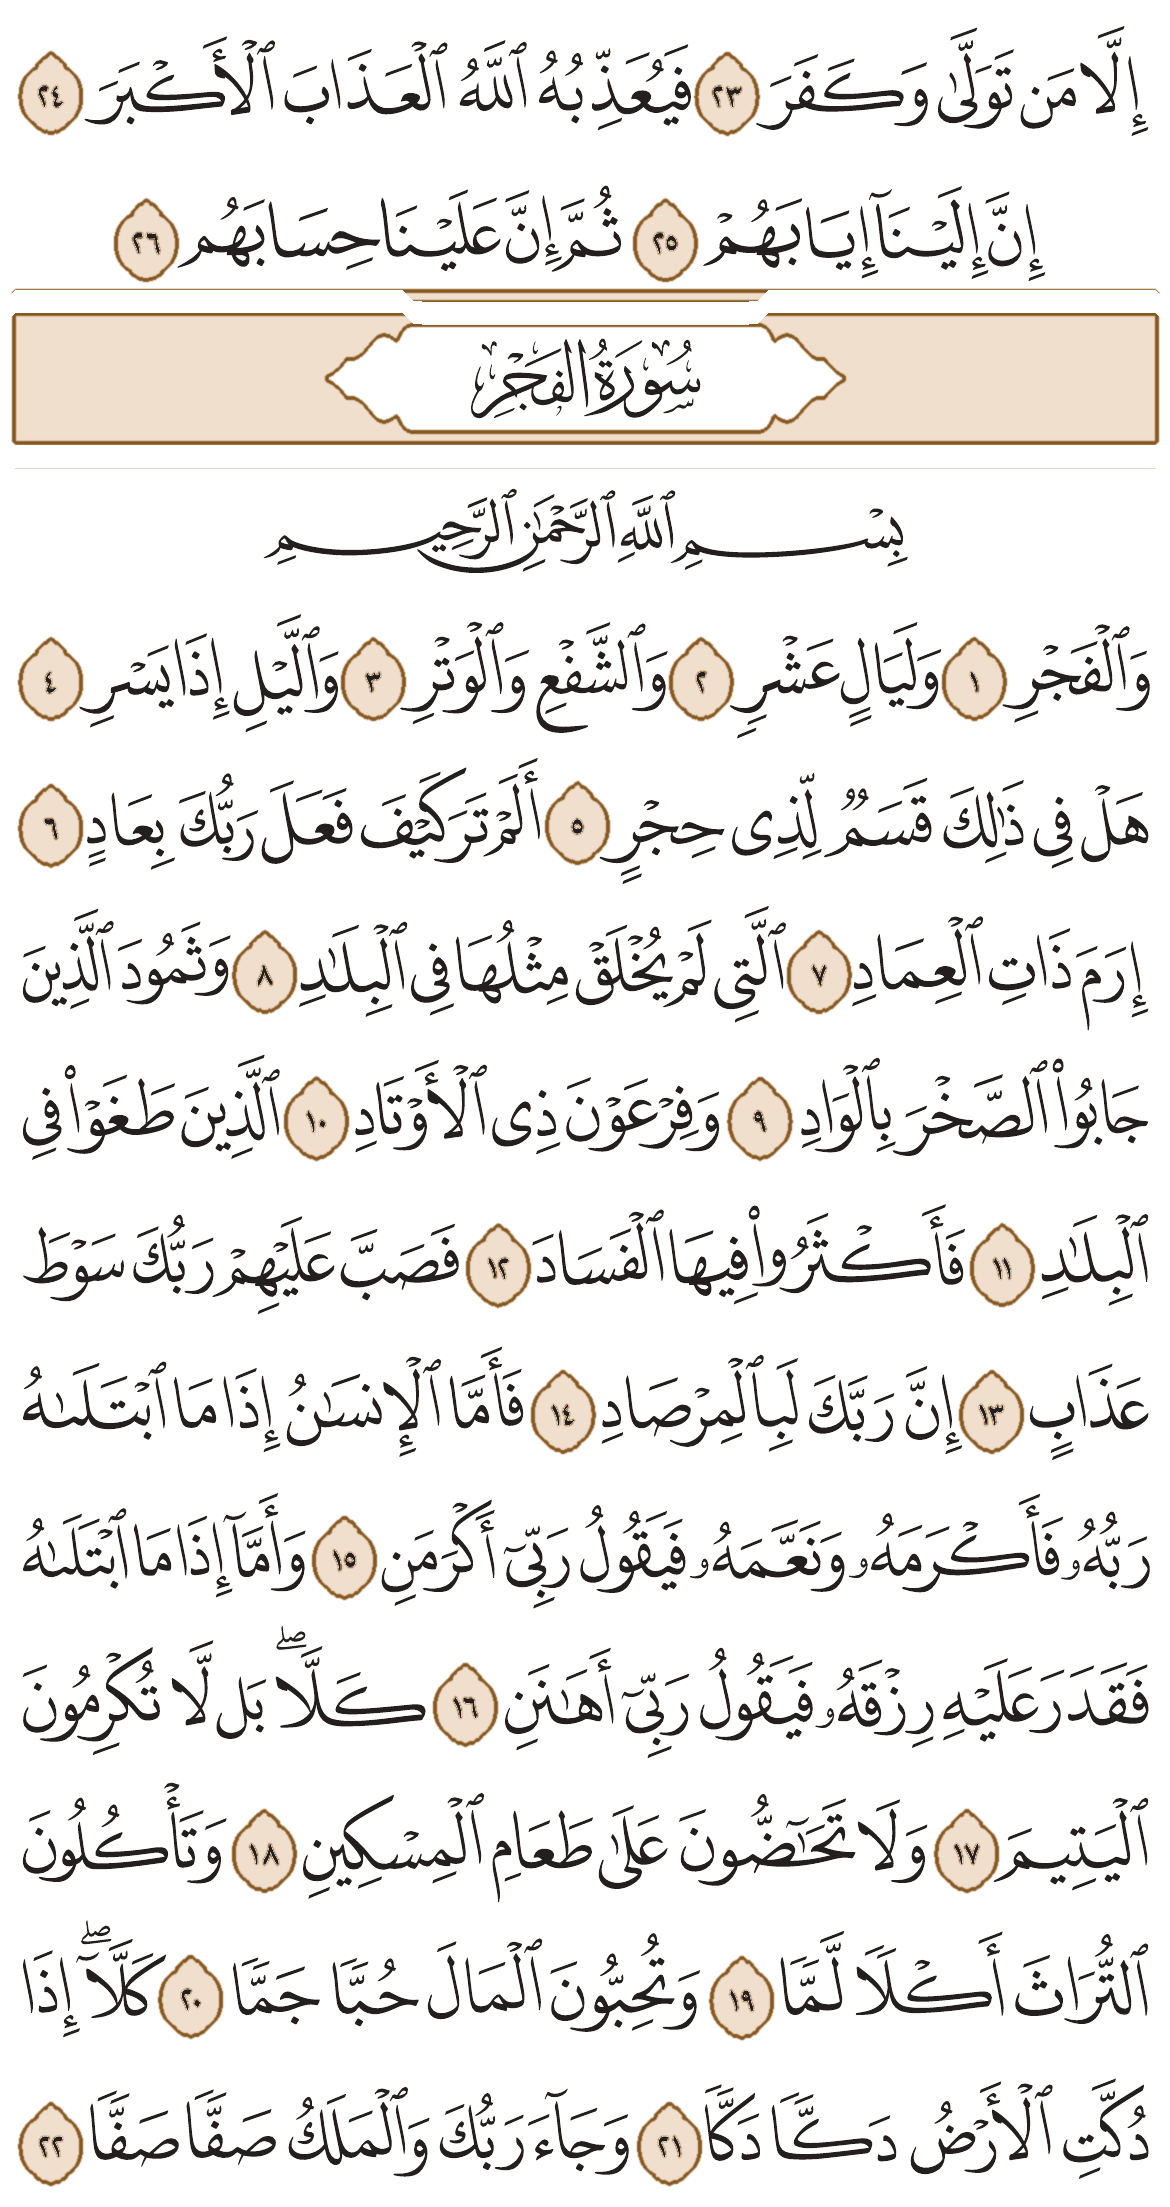 إِلَّا مَن تَوَلَّىٰ وَكَفَرَ ٢٣ فَيُعَذِّبُهُ ٱللَّهُ ٱلْعَذَابَ ٱلْأَكْبَرَ ٢٤
إِنَّ إِلَيْنَآ إِيَابَهُمْ ٢٥ ثُمَّ إِنَّ عَلَيْنَا حِسَابَهُم ٢٦
سُورَةُ الفَجْرِ
بِسْمِ ٱللَّهِ ٱلرَّحْمَٰنِ ٱلرَّحِيمِ
وَٱلْفَجْرِ ١ وَلَيَالٍ عَشْرٍ ٢ وَٱلشَّفْعِ وَٱلْوَتْرِ ٣ وَٱلَّيْلِ إِذَا يَسْرِ ٤
هَلْ فِى ذَٰلِكَ قَسَمٌ لِّذِى حِجْرٍ ٥ أَلَمْ تَرَ كَيْفَ فَعَلَ رَبُّكَ بِعَادٍ ٦
إِرَمَ ذَاتِ ٱلْعِمَادِ ٧ ٱلَّتِى لَمْ يُخْلَقْ مِثْلُهَا فِى ٱلْبِلَٰدِ ٨ وَثَمُودَ ٱلَّذِينَ
جَابُوا۟ ٱلصَّخْرَ بِٱلْوَادِ ٩ وَفِرْعَوْنَ ذِى ٱلْأَوْتَادِ ١٠ ٱلَّذِينَ طَغَوْا۟ فِى
ٱلْبِلَٰدِ ١١ فَأَكْثَرُوا۟ فِيهَا ٱلْفَسَادَ ١٢ فَصَبَّ عَلَيْهِمْ رَبُّكَ سَوْطَ
عَذَابٍ ١٣ إِنَّ رَبَّكَ لَبِٱلْمِرْصَادِ ١٤ فَأَمَّا ٱلْإِنسَٰنُ إِذَا مَا ٱبْتَلَىٰهُ
رَبُّهُۥ فَأَكْرَمَهُۥ وَنَعَّمَهُۥ فَيَقُولُ رَبِّىٓ أَكْرَمَنِ ١٥ وَأَمَّآ إِذَا مَا ٱبْتَلَىٰهُ
فَقَدَرَ عَلَيْهِ رِزْقَهُۥ فَيَقُولُ رَبِّىٓ أَهَٰنَنِ ١٦ كَلَّا ۖ بَل لَّا تُكْرِمُونَ
ٱلْيَتِيمَ ١٧ وَلَا تَحَٰٓضُّونَ عَلَىٰ طَعَامِ ٱلْمِسْكِينِ ١٨ وَتَأْكُلُونَ
ٱلتُّرَاثَ أَكْلًا لَّمًّا ١٩ وَتُحِبُّونَ ٱلْمَالَ حُبًّا جَمًّا ٢٠ كَلَّآ ۖ إِذَا
دُكَّتِ ٱلْأَرْضُ دَكًّا دَكًّا ٢١ وَجَآءَ رَبُّكَ وَٱلْمَلَكُ صَفًّا صَفًّا ٢٢